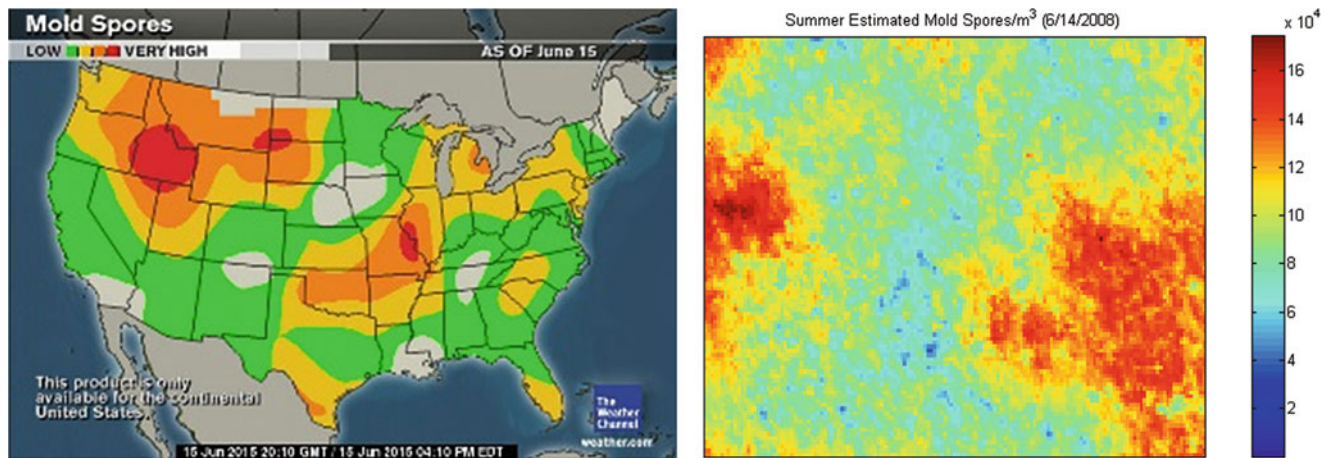 Mold Spores
LOW VERY HIGH AS OF June 15
This product is only
available for the continental
United States.
The
Weather
Channel
weather.com
15 Jun 2015 20:10 GMT / 15 Jun 2015 04:10 PM EDT
Summer Estimated Mold Spores/m³ (6/14/2008)
x 10⁴
16
14
12
10
8
6
4
2